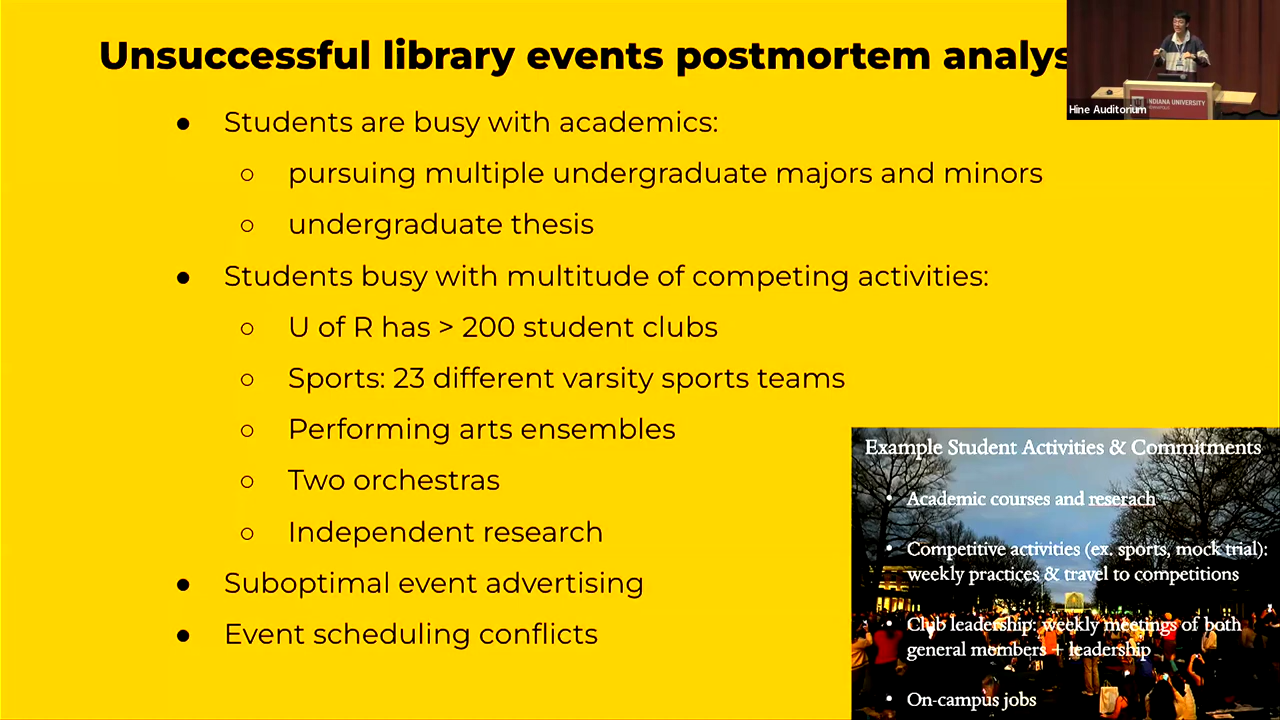 Unsuccessful library events postmortem analys
Hine Auditorium
INDIANA UNIVERSITY
● Students are busy with academics:
○ pursuing multiple undergraduate majors and minors
○ undergraduate thesis
● Students busy with multitude of competing activities:
○ U of R has > 200 student clubs
○ Sports: 23 different varsity sports teams
○ Performing arts ensembles
○ Two orchestras
○ Independent research
● Suboptimal event advertising
● Event scheduling conflicts
Example Student Activities & Commitments
• Academic courses and reserach
• Competitive activities (ex. sports, mock trial):
weekly practices & travel to competitions
• Club leadership: weekly meetings of both
general mombers + leadership
• On-campus jobs